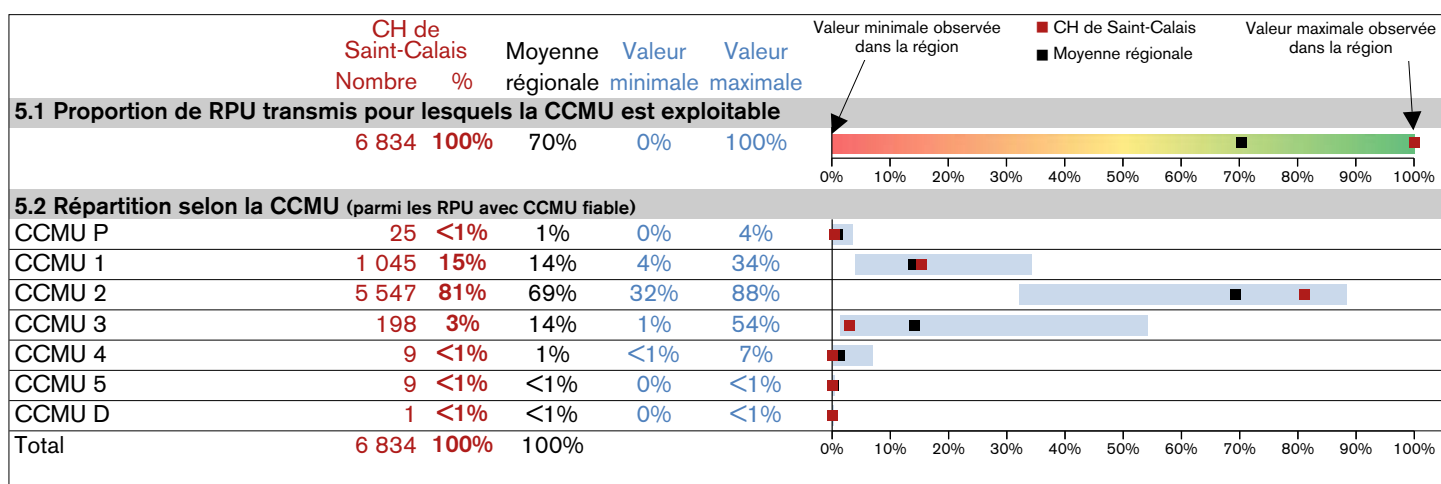 CH de Saint-Calais Moyenne régionale Valeur minimale Valeur maximale
Nombre %
Valeur minimale observée dans la région
CH de Saint-Calais
Moyenne régionale
Valeur maximale observée dans la région
5.1 Proportion de RPU transmis pour lesquels la CCMU est exploitable
6 834 100% 70% 0% 100%
0% 10% 20% 30% 40% 50% 60% 70% 80% 90% 100%
5.2 Répartition selon la CCMU (parmi les RPU avec CCMU fiable)
CCMU P 25 <1% 1% 0% 4%
CCMU 1 1 045 15% 14% 4% 34%
CCMU 2 5 547 81% 69% 32% 88%
CCMU 3 198 3% 14% 1% 54%
CCMU 4 9 <1% 1% <1% 7%
CCMU 5 9 <1% <1% 0% <1%
CCMU D 1 <1% <1% 0% <1%
Total 6 834 100% 100%
0% 10% 20% 30% 40% 50% 60% 70% 80% 90% 100%